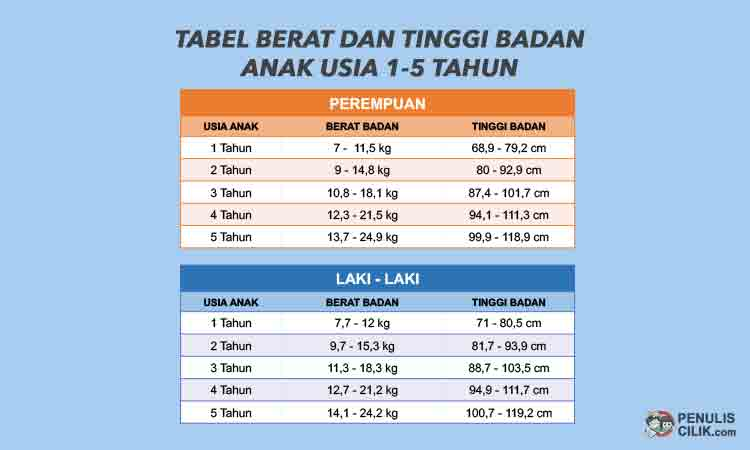 TABEL BERAT DAN TINGGI BADAN
ANAK USIA 1-5 TAHUN
PEREMPUAN
USIA ANAK BERAT BADAN TINGGI BADAN
1 Tahun 7 - 11,5 kg 68,9 - 79,2 cm
2 Tahun 9 - 14,8 kg 80 - 92,9 cm
3 Tahun 10,8 - 18,1 kg 87,4 - 101,7 cm
4 Tahun 12,3 - 21,5 kg 94,1 - 111,3 cm
5 Tahun 13,7 - 24,9 kg 99,9 - 118,9 cm
LAKI - LAKI
USIA ANAK BERAT BADAN TINGGI BADAN
1 Tahun 7,7 - 12 kg 71 - 80,5 cm
2 Tahun 9,7 - 15,3 kg 81,7 - 93,9 cm
3 Tahun 11,3 - 18,3 kg 88,7 - 103,5 cm
4 Tahun 12,7 - 21,2 kg 94,9 - 111,7 cm
5 Tahun 14,1 - 24,2 kg 100,7 - 119,2 cm
PENULIS
CILIK.com